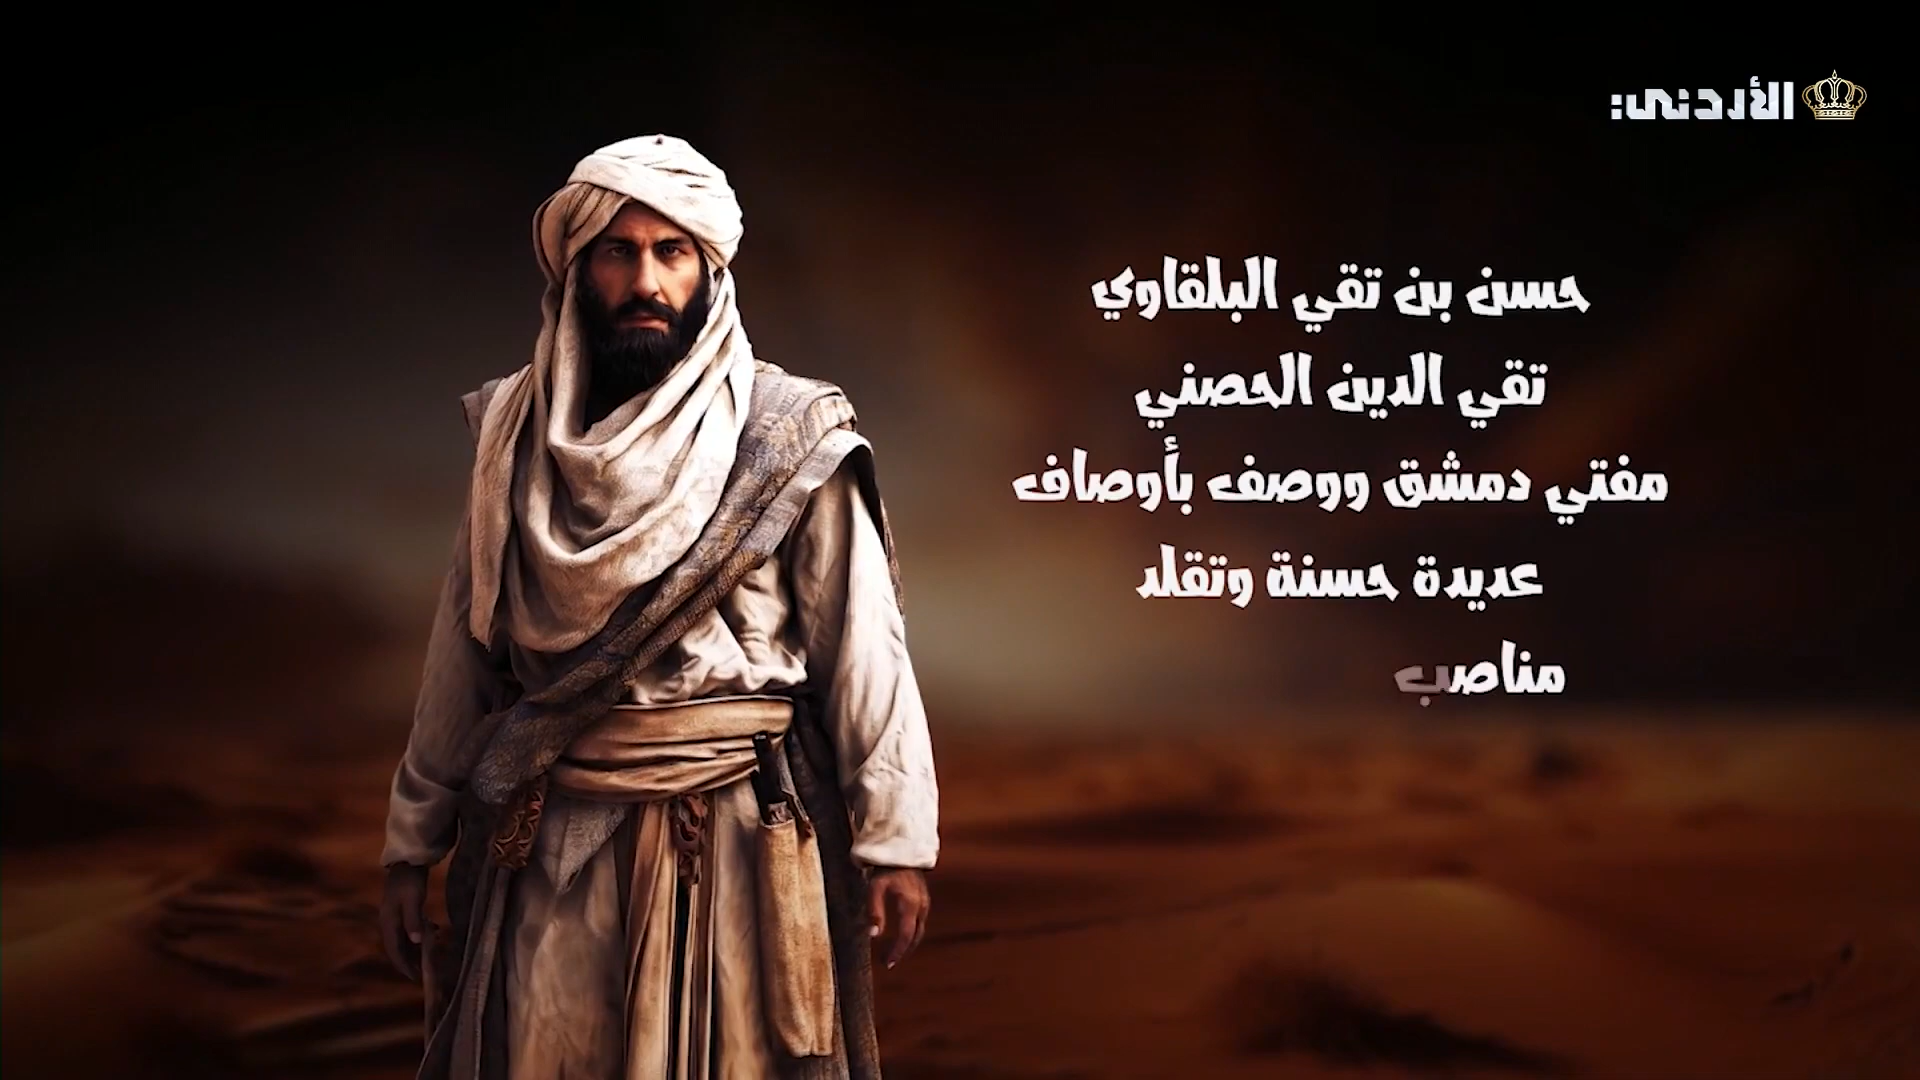 الأردني:
حسن بن تقي البلقاوي
تقي الدين الحصني
مفتي دمشق ووصف بأوصاف
عديدة حسنة وتقلد
مناصب